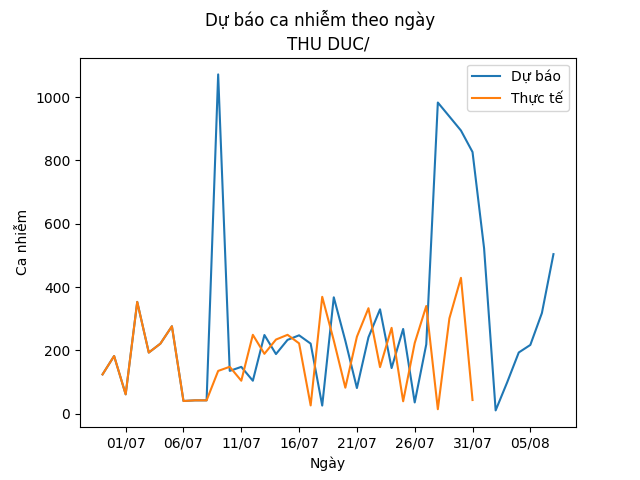 Dự báo ca nhiễm theo ngày
THU DUC/
Dự báo
Thực tế
1000
800
600
400
200
0
Ca nhiễm
01/07 06/07 11/07 16/07 21/07 26/07 31/07 05/08
Ngày